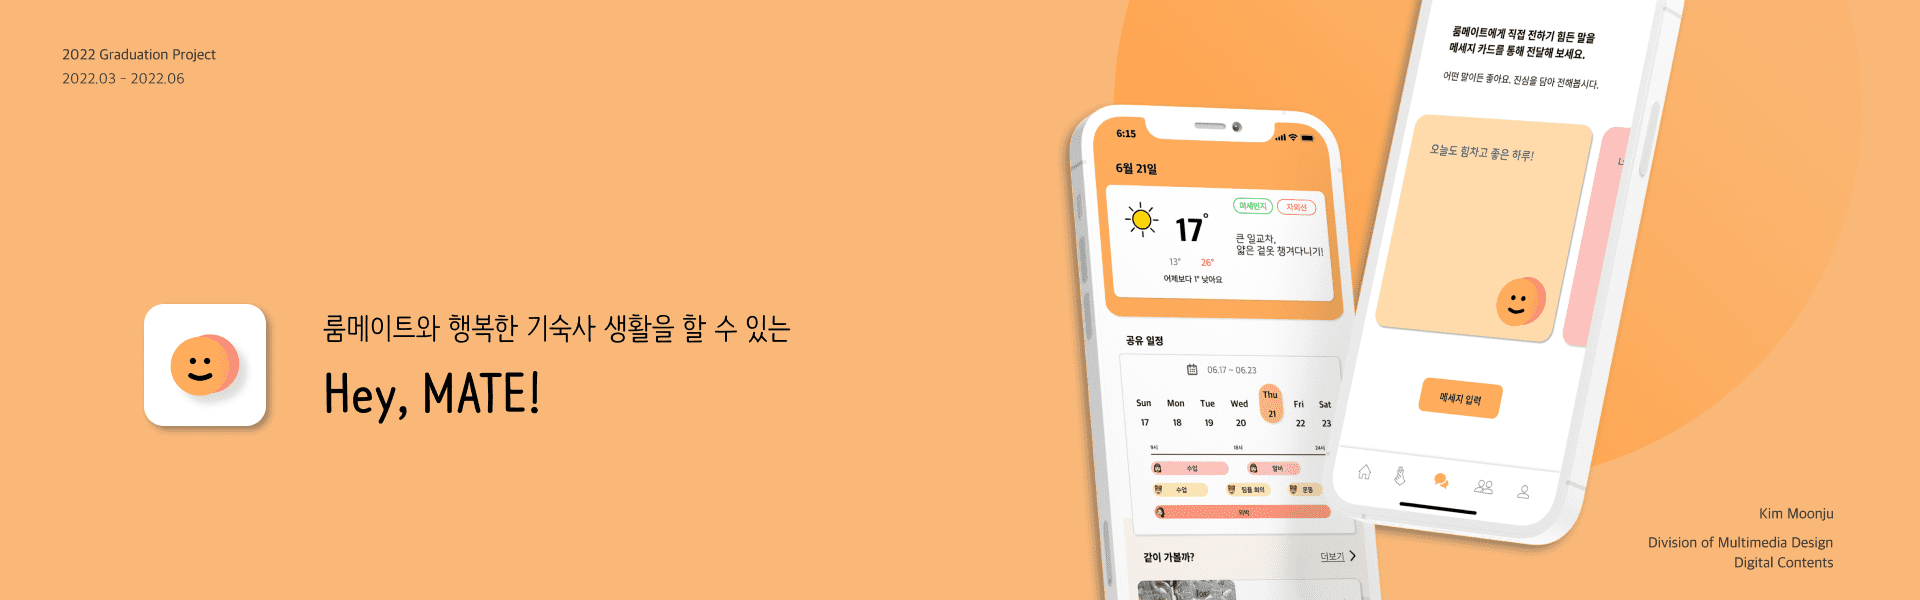 2022 Graduation Project
2022.03 - 2022.06
룸메이트와 행복한 기숙사 생활을 할 수 있는
Hey, MATE!
6:15
6월 21일
미세먼지
자외선
17°
큰 일교차,
얇은 겉옷 챙겨다니기!
13°
26°
어제보다 1° 낮아요
공유 일정
06.17 ~ 06.23
Sun Mon Tue Wed Thu Fri Sat
17 18 19 20 21 22 23
9시 18시 24시
수업 알바
수업 팀플 회의 운동
외박
같이 가볼까?
더보기
룸메이트에게 직접 전하기 힘든 말을
메세지 카드를 통해 전달해 보세요.
어떤 말이든 좋아요. 진심을 담아 전해봅시다.
오늘도 힘차고 좋은 하루!
메세지 입력
Kim Moonju
Division of Multimedia Design
Digital Contents